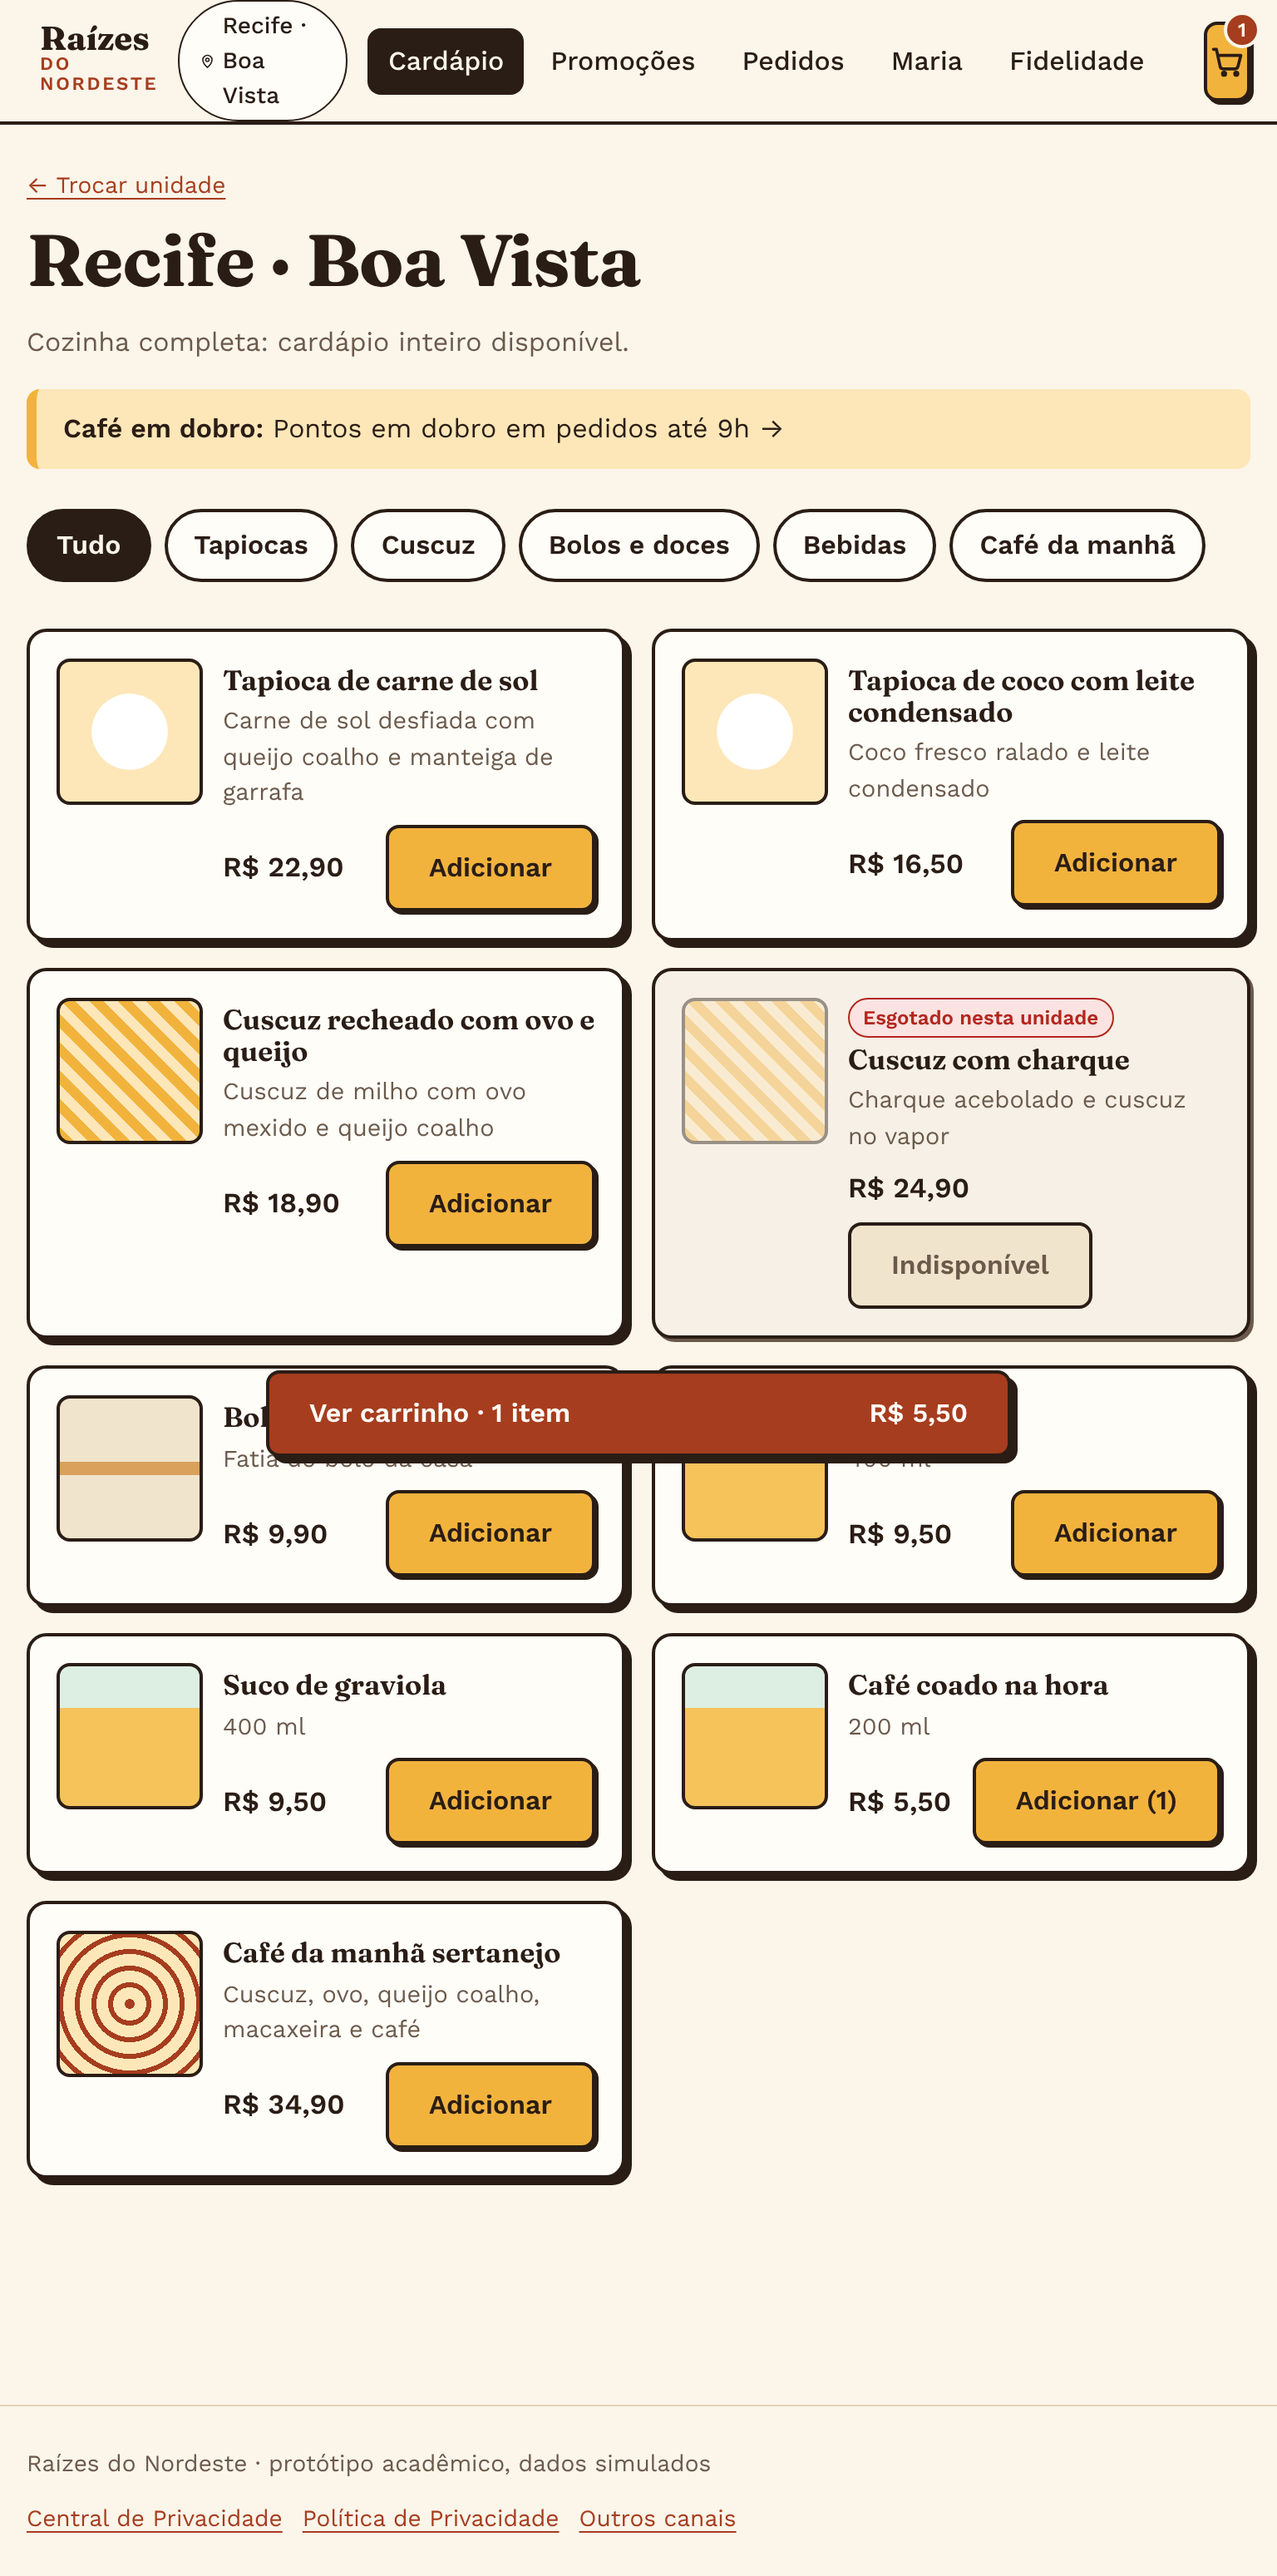 Raízes
DO
NORDESTE
Recife ·
Boa
Vista
Cardápio
Promoções
Pedidos
Maria
Fidelidade
1
← Trocar unidade
Recife · Boa Vista
Cozinha completa: cardápio inteiro disponível.
Café em dobro: Pontos em dobro em pedidos até 9h →
Tudo
Tapiocas
Cuscuz
Bolos e doces
Bebidas
Café da manhã
Tapioca de carne de sol
Carne de sol desfiada com
queijo coalho e manteiga de
garrafa
R$ 22,90
Adicionar
Tapioca de coco com leite
condensado
Coco fresco ralado e leite
condensado
R$ 16,50
Adicionar
Cuscuz recheado com ovo e
queijo
Cuscuz de milho com ovo
mexido e queijo coalho
R$ 18,90
Adicionar
Esgotado nesta unidade
Cuscuz com charque
Charque acebolado e cuscuz
no vapor
R$ 24,90
Indisponível
Ver carrinho · 1 item
R$ 5,50
Fatia de bolo da casa
R$ 9,90
Adicionar
400 ml
R$ 9,50
Adicionar
Suco de graviola
400 ml
R$ 9,50
Adicionar
Café coado na hora
200 ml
R$ 5,50
Adicionar (1)
Café da manhã sertanejo
Cuscuz, ovo, queijo coalho,
macaxeira e café
R$ 34,90
Adicionar
Raízes do Nordeste · protótipo acadêmico, dados simulados
Central de Privacidade
Política de Privacidade
Outros canais